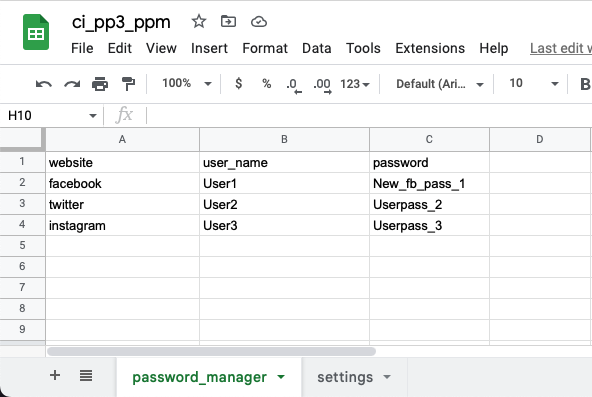 ci_pp3_ppm
File Edit View Insert Format Data Tools Extensions Help Last edit
100% $ % .0 .00 123 Default (Ari... 10 B
H10 fx
A B C D
1 website user_name password
2 facebook User1 New_fb_pass_1
3 twitter User2 Userpass_2
4 instagram User3 Userpass_3
5
6
7
8
9
+ password_manager settings